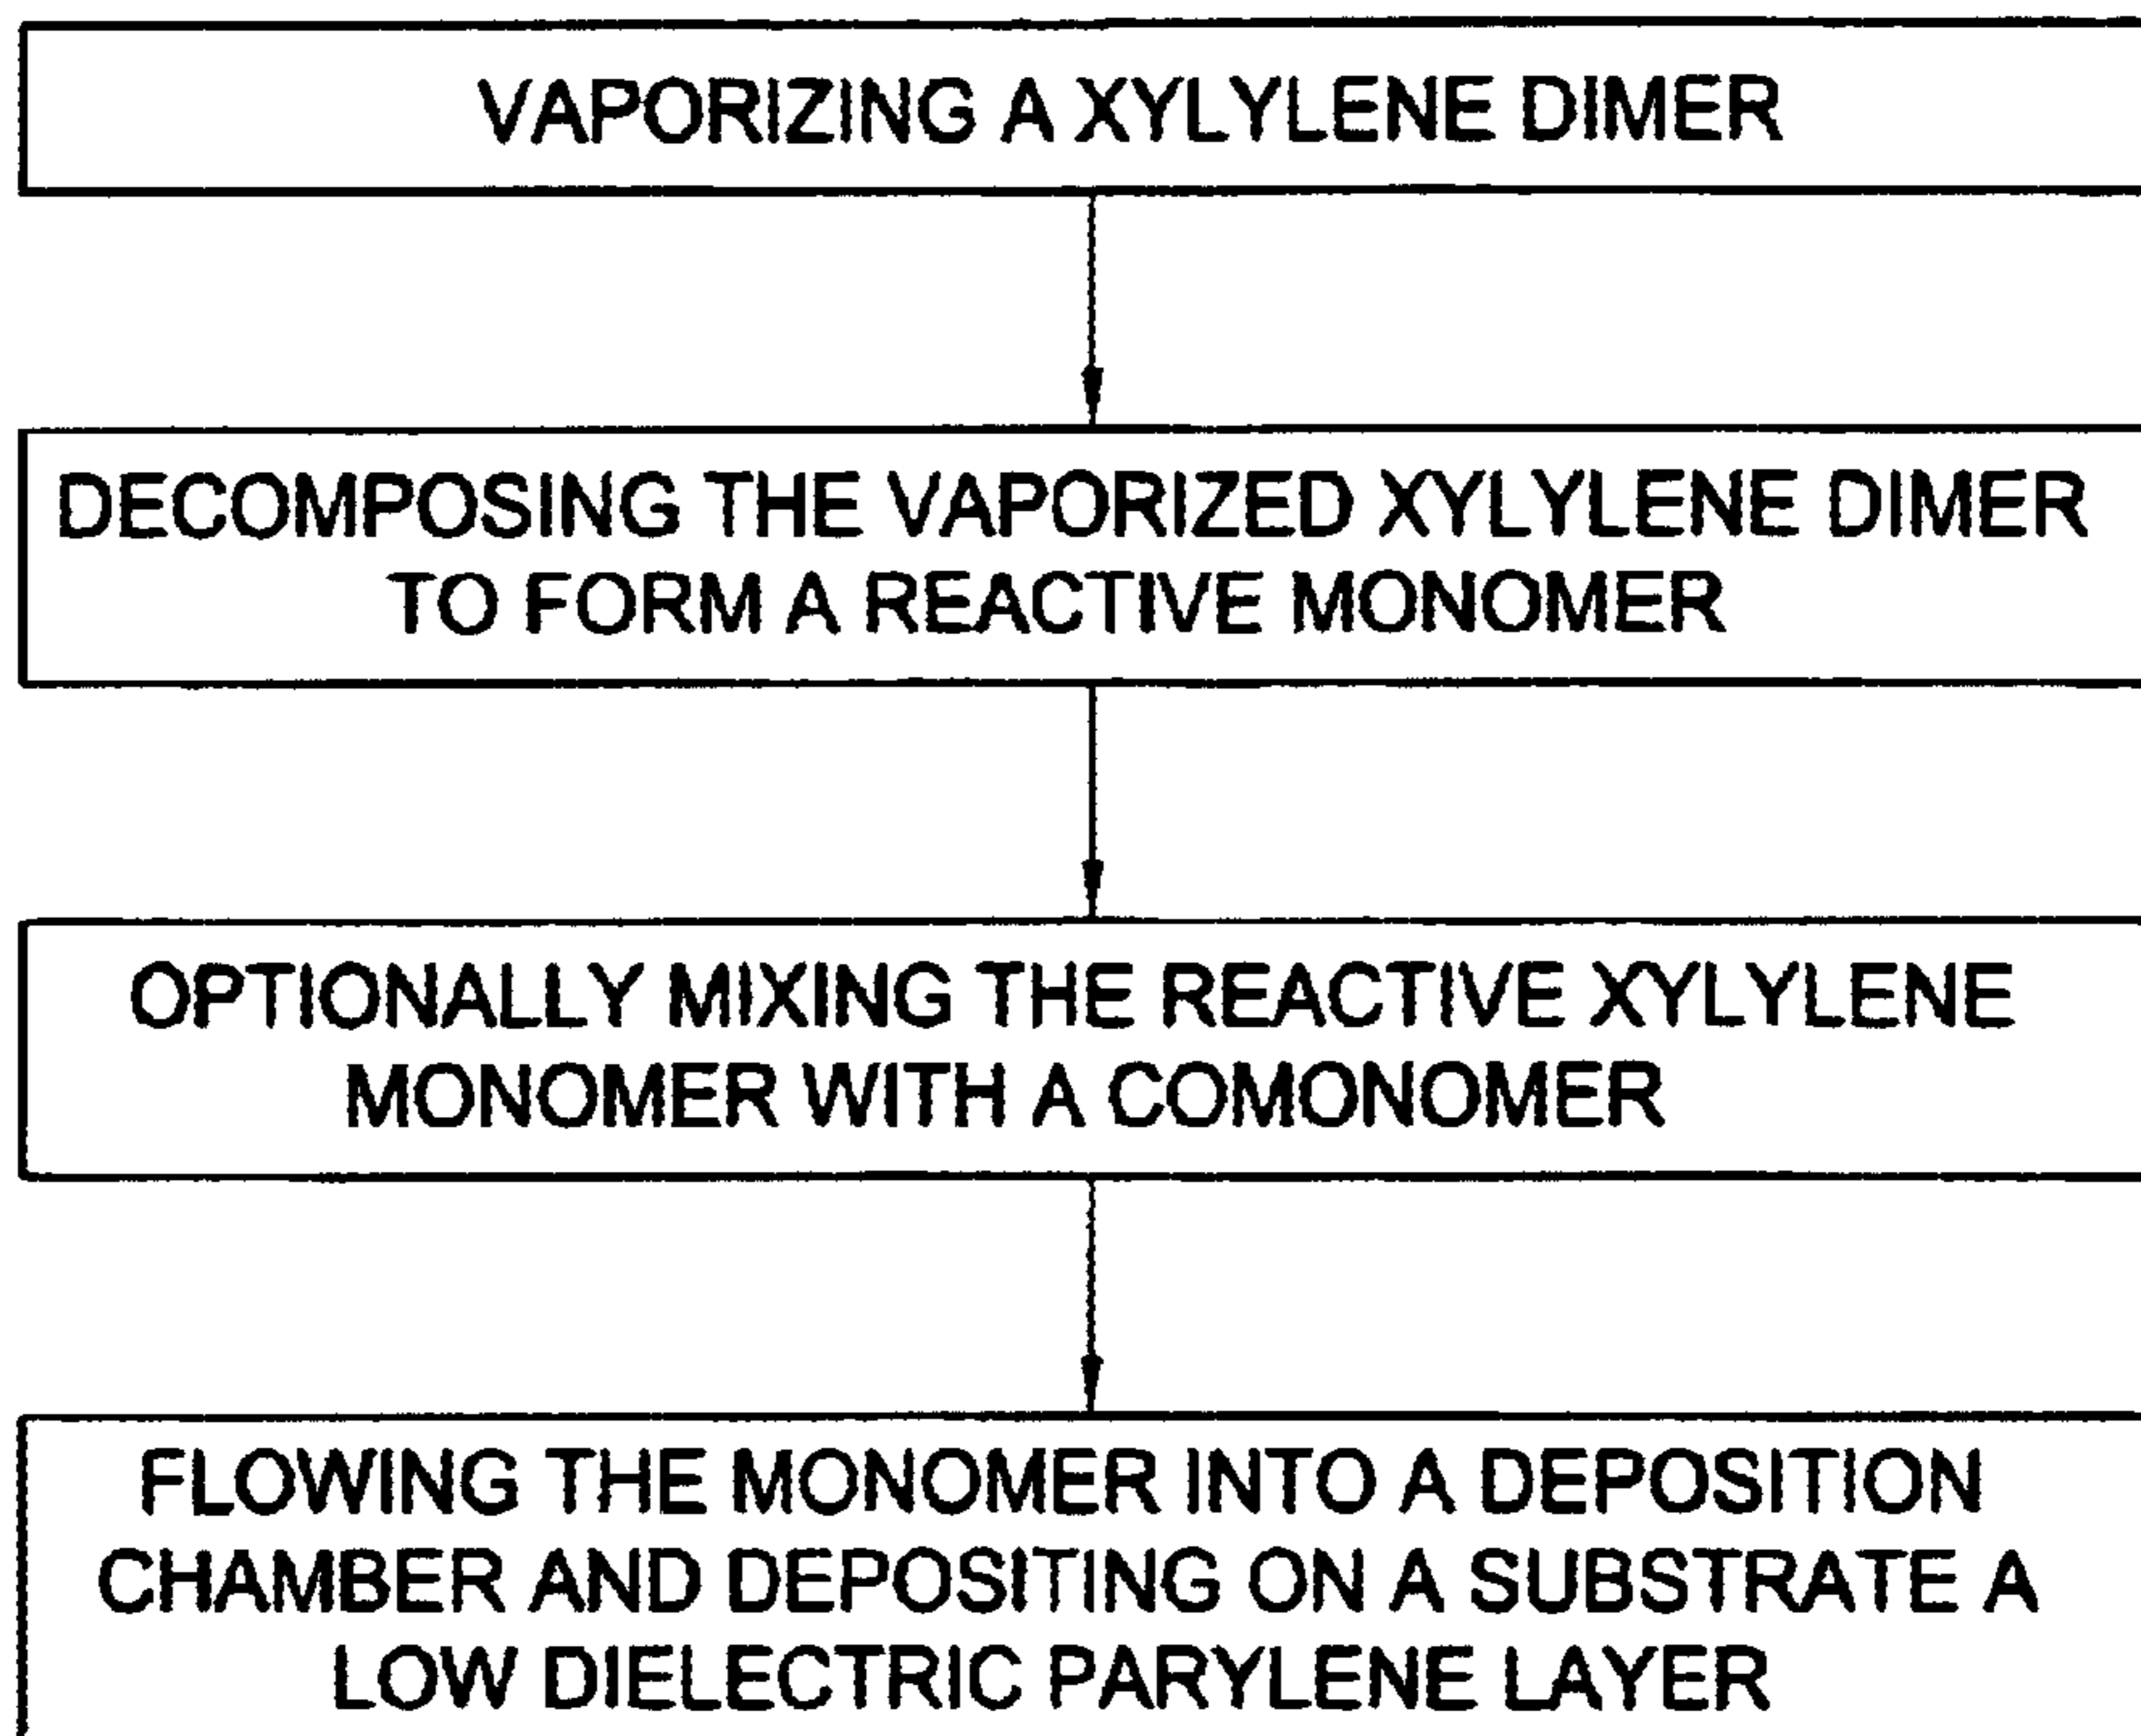 VAPORIZING A XYLYLENE DIMER
DECOMPOSING THE VAPORIZED XYLYLENE DIMER
TO FORM A REACTIVE MONOMER
OPTIONALLY MIXING THE REACTIVE XYLYLENE
MONOMER WITH A COMONOMER
FLOWING THE MONOMER INTO A DEPOSITION
CHAMBER AND DEPOSITING ON A SUBSTRATE A
LOW DIELECTRIC PARYLENE LAYER